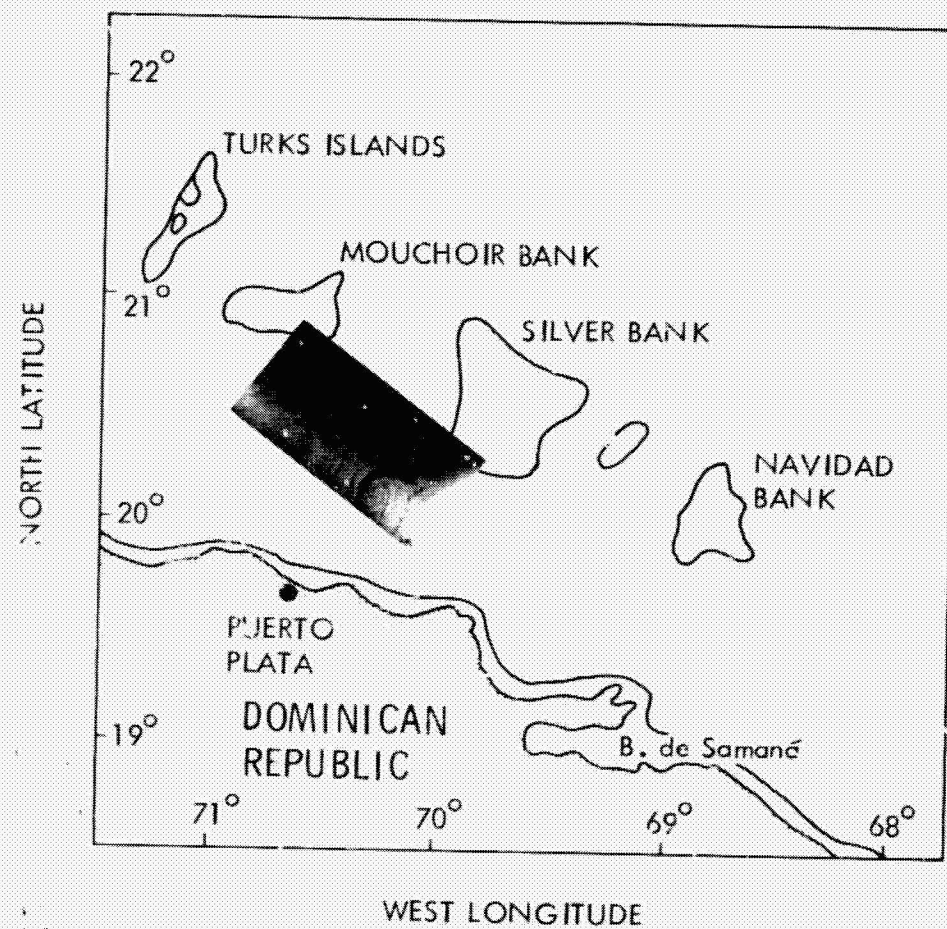 22°
TURKS ISLANDS
MOUCHOIR BANK
21°
SILVER BANK
NORTH LATITUDE
NAVIDAD
BANK
20°
PUERTO
PLATA
DOMINICAN
REPUBLIC
19°
B. de Samaná
71°
70°
69°
68°
WEST LONGITUDE